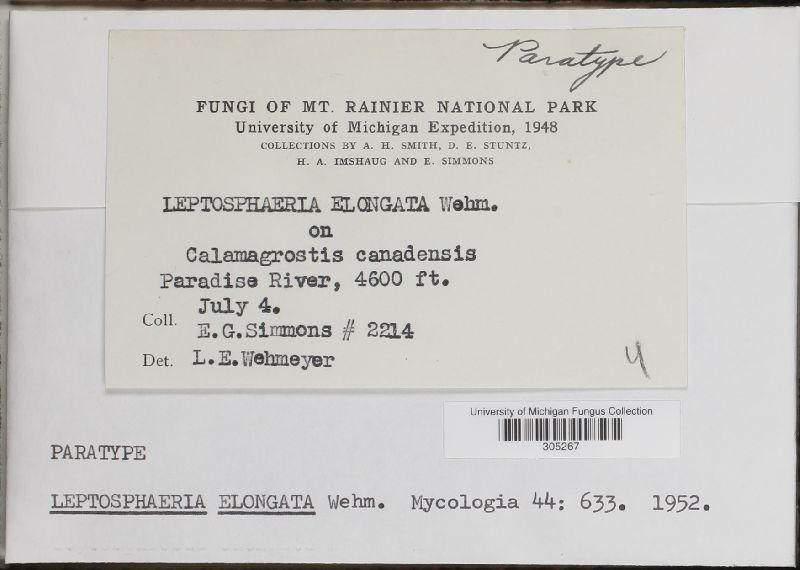 Paratype
FUNGI OF MT. RAINIER NATIONAL PARK
University of Michigan Expedition, 1948
COLLECTIONS BY A. H. SMITH, D. E. STUNTZ,
H. A. IMSHAUG AND E. SIMMONS
LEPTOSPHAERIA ELONGATA Wehm.
on
Calamagrostis canadensis
Paradise River, 4600 ft.
July 4.
Coll. E.G.Simmons # 2214
Det. L.E.Wehmeyer
4
University of Michigan Fungus Collection
305267
PARATYPE
LEPTOSPHAERIA ELONGATA Wehm. Mycologia 44: 633. 1952.